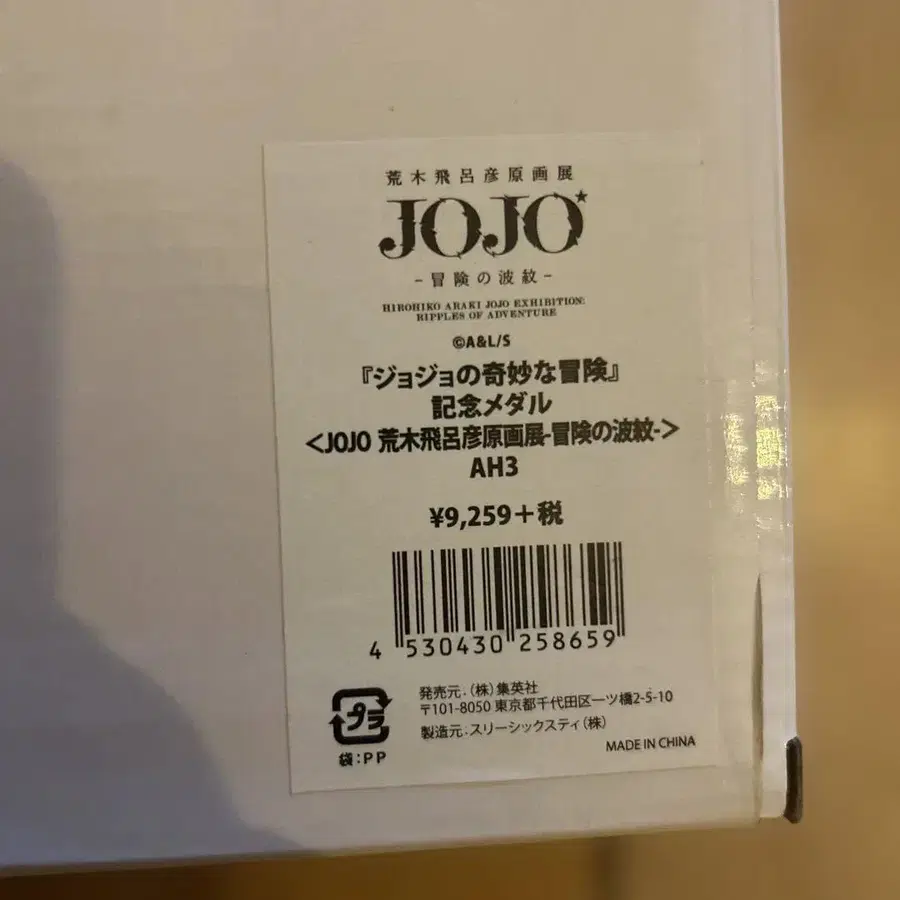 荒木飛呂彦原画展
JOJO
-冒険の波紋-
HIROHIKO ARAKI JOJO EXHIBITION:
RIPPLES OF ADVENTURE
©A&L/S
『ジョジョの奇妙な冒険』
記念メダル
<JOJO 荒木飛呂彦原画展-冒険の波紋->
AH3
¥9,259+税
4 530430 258659
プラ
袋:PP
発売元.(株)集英社
〒101-8050 東京都千代田区一ツ橋2-5-10
製造元.スリーシックスティ(株)
MADE IN CHINA